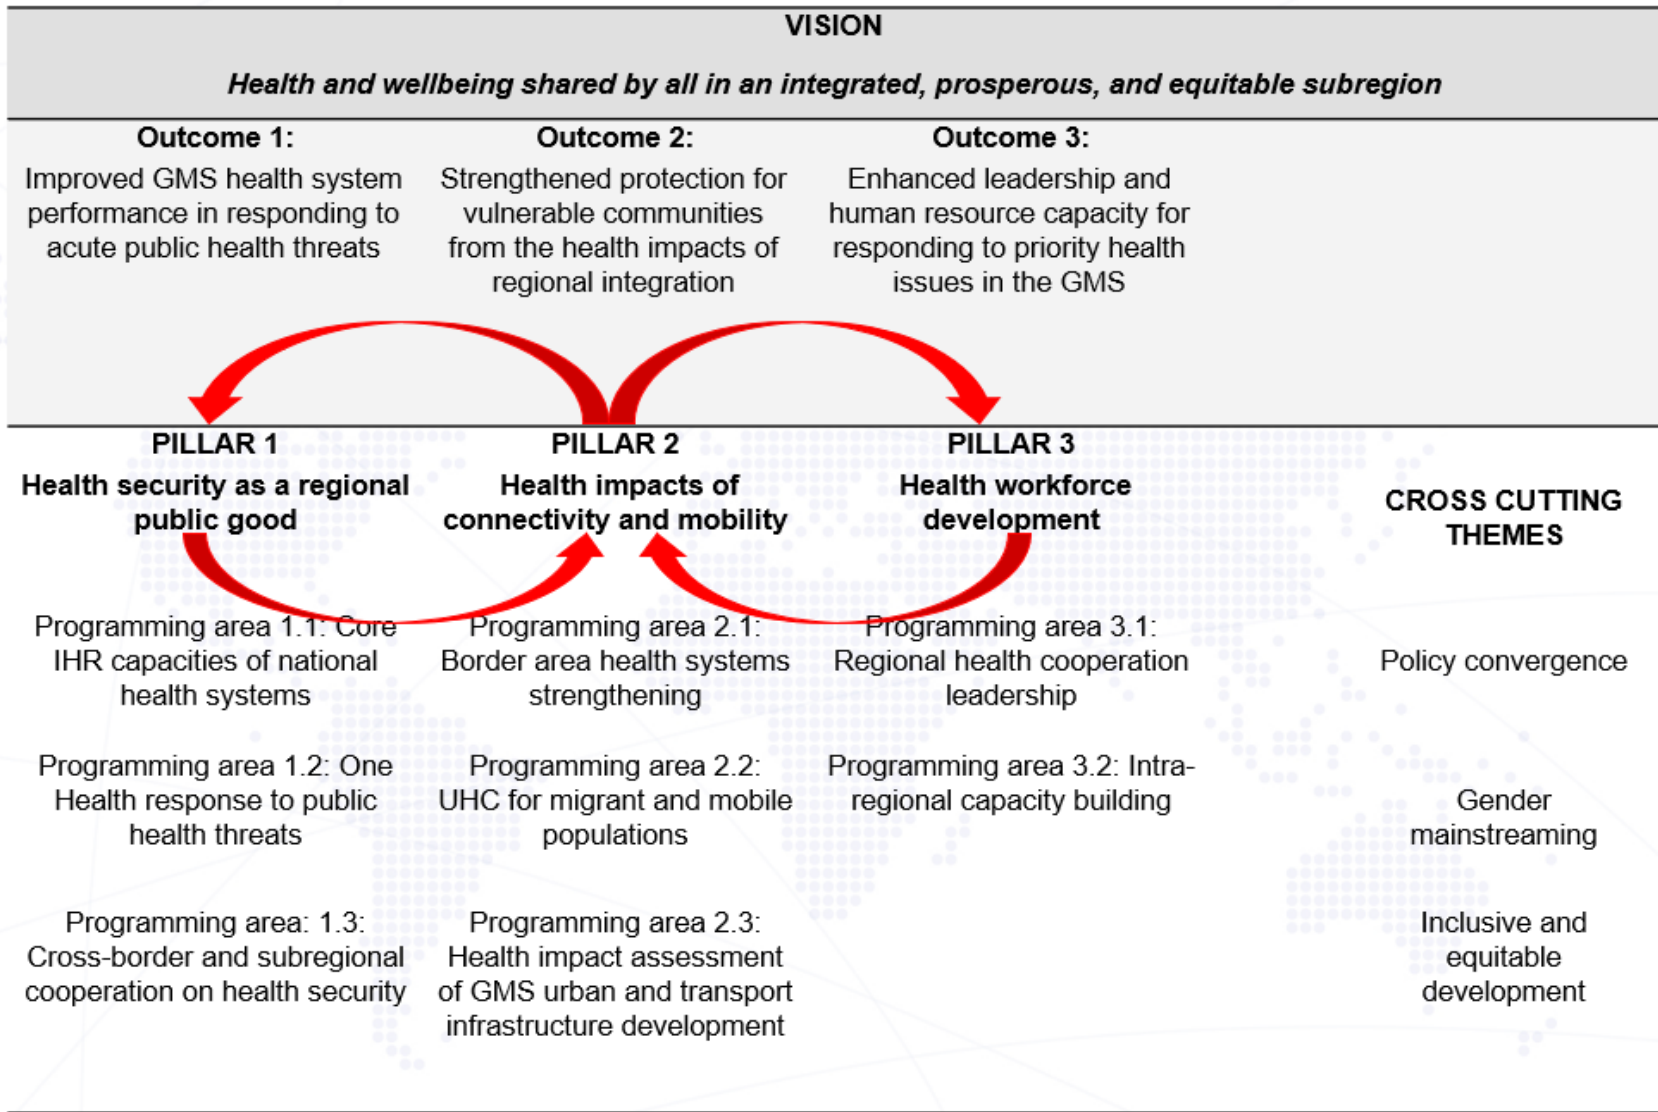 VISION
Health and wellbeing shared by all in an integrated, prosperous, and equitable subregion
Outcome 1:
Improved GMS health system
performance in responding to
acute public health threats
Outcome 2:
Strengthened protection for
vulnerable communities
from the health impacts of
regional integration
Outcome 3:
Enhanced leadership and
human resource capacity for
responding to priority health
issues in the GMS
PILLAR 1
Health security as a regional
public good
Programming area 1.1: Core
IHR capacities of national
health systems
Programming area 1.2: One
Health response to public
health threats
Programming area: 1.3:
Cross-border and subregional
cooperation on health security
PILLAR 2
Health impacts of
connectivity and mobility
Programming area 2.1:
Border area health systems
strengthening
Programming area 2.2:
UHC for migrant and mobile
populations
Programming area 2.3:
Health impact assessment
of GMS urban and transport
infrastructure development
PILLAR 3
Health workforce
development
Programming area 3.1:
Regional health cooperation
leadership
Programming area 3.2: Intra-
regional capacity building
CROSS CUTTING
THEMES
Policy convergence
Gender
mainstreaming
Inclusive and
equitable
development